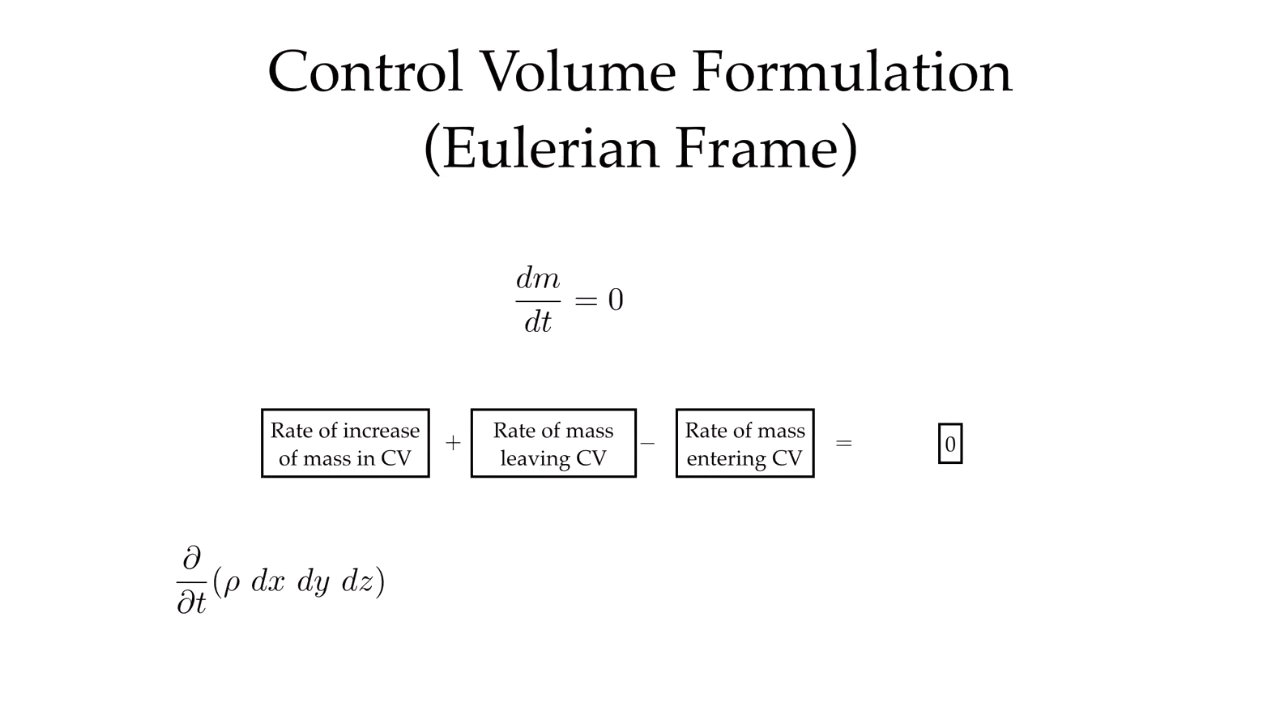 Control Volume Formulation
(Eulerian Frame)
dm/dt = 0
Rate of increase of mass in CV + Rate of mass leaving CV − Rate of mass entering CV = 0
∂/∂t (ρ dx dy dz)